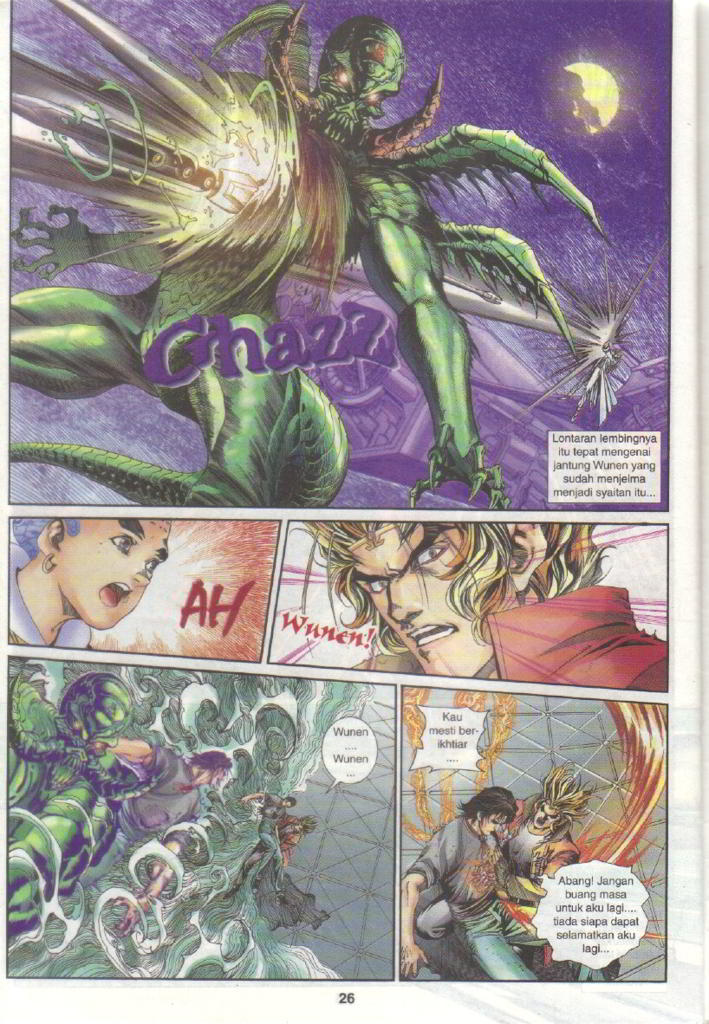 Ghazz
Lontaran lembingnya
itu tepat mengenai
jantung Wunen yang
sudah menjelma
menjadi syaitan itu...
AH
Wunen!
Wunen
....
Wunen
...
Kau
mesti ber-
ikhtiar
....
Abang! Jangan
buang masa
untuk aku lagi....
tiada siapa dapat
selamatkan aku
lagi...
26